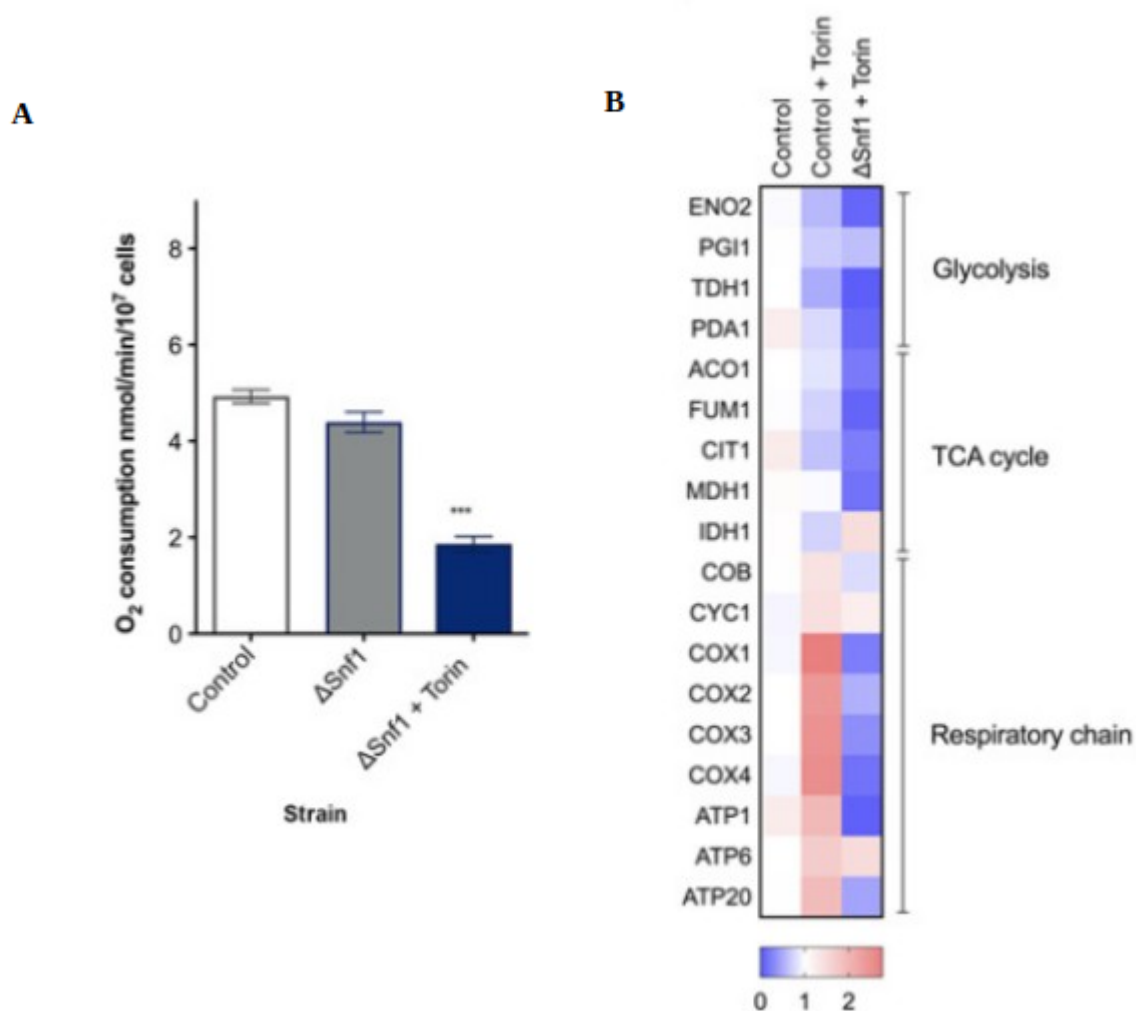 A
O₂ consumption nmol/min/10⁷ cells
8
6
4
2
0
***
Control
ΔSnf1
ΔSnf1 + Torin
Strain
B
Control
Control + Torin
ΔSnf1 + Torin
ENO2
PGI1
TDH1
PDA1
Glycolysis
ACO1
FUM1
CIT1
MDH1
IDH1
TCA cycle
COB
CYC1
COX1
COX2
COX3
COX4
ATP1
ATP6
ATP20
Respiratory chain
0 1 2